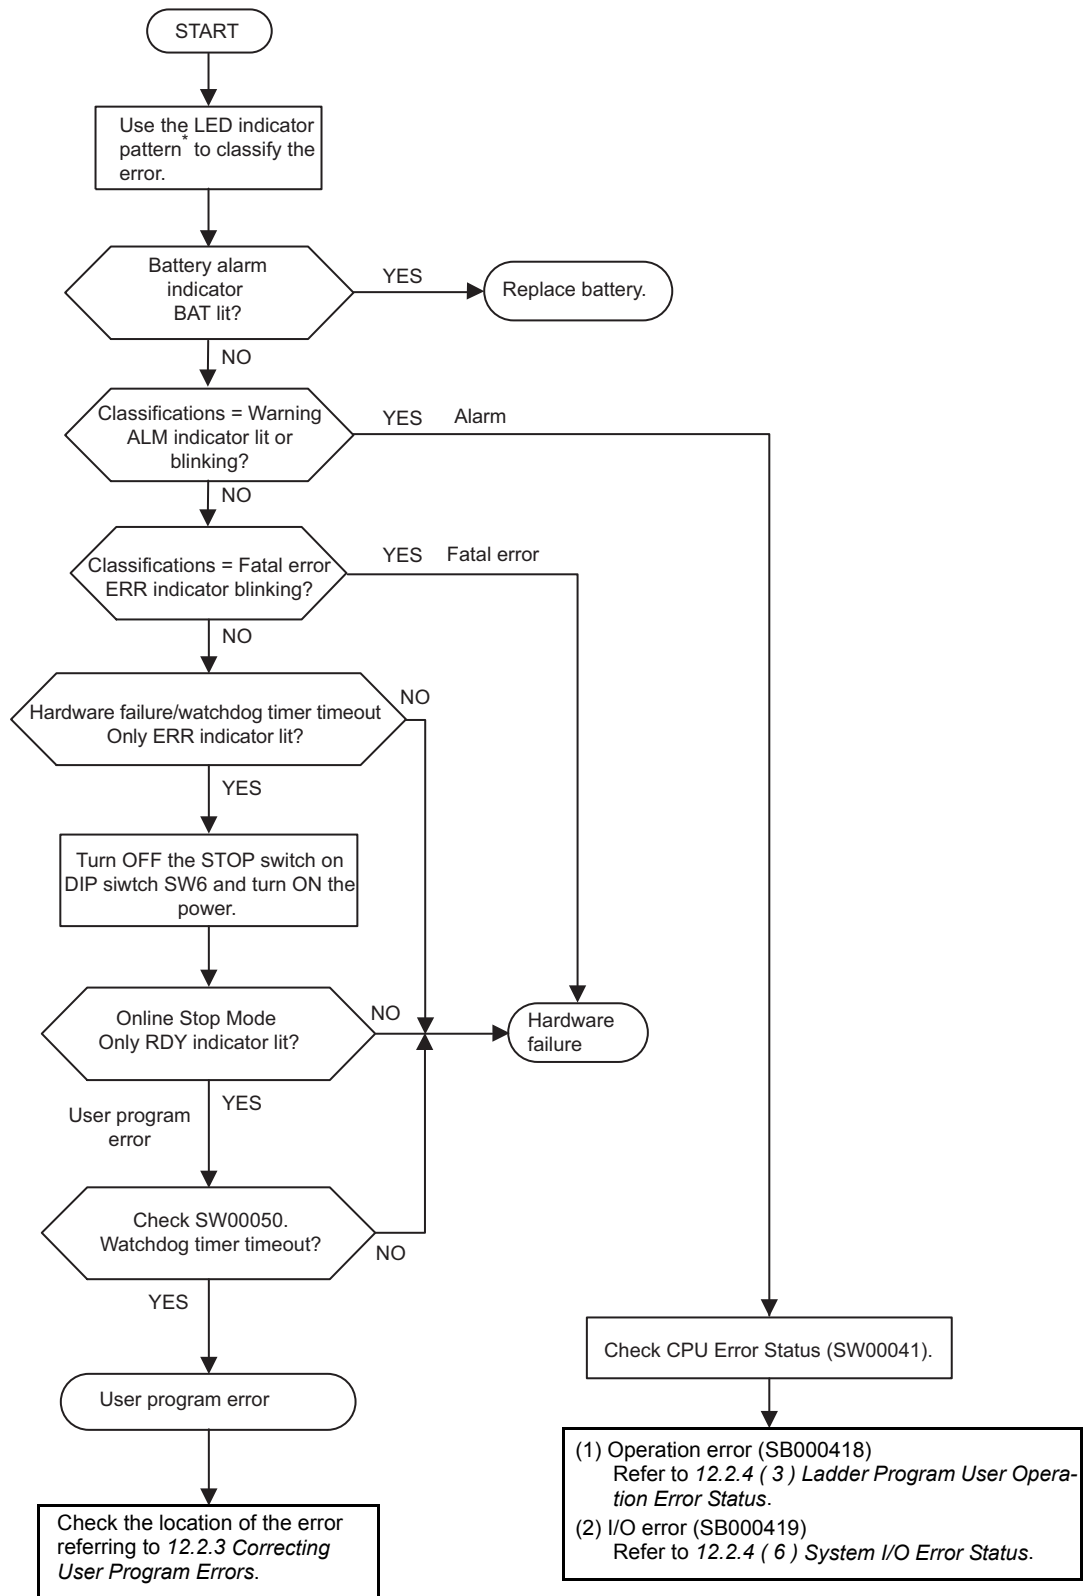 START
Use the LED indicator
pattern* to classify the
error.
Battery alarm
indicator
BAT lit?
YES
Replace battery.
NO
Classifications = Warning
ALM indicator lit or
blinking?
YES Alarm
NO
Classifications = Fatal error
ERR indicator blinking?
YES Fatal error
NO
Hardware failure/watchdog timer timeout
Only ERR indicator lit?
NO
YES
Turn OFF the STOP switch on
DIP siwtch SW6 and turn ON the
power.
Online Stop Mode
Only RDY indicator lit?
NO
Hardware
failure
YES
User program
error
Check SW00050.
Watchdog timer timeout?
NO
YES
User program error
Check the location of the error
referring to 12.2.3 Correcting
User Program Errors.
Check CPU Error Status (SW00041).
(1) Operation error (SB000418)
Refer to 12.2.4 ( 3 ) Ladder Program User Opera-
tion Error Status.
(2) I/O error (SB000419)
Refer to 12.2.4 ( 6 ) System I/O Error Status.